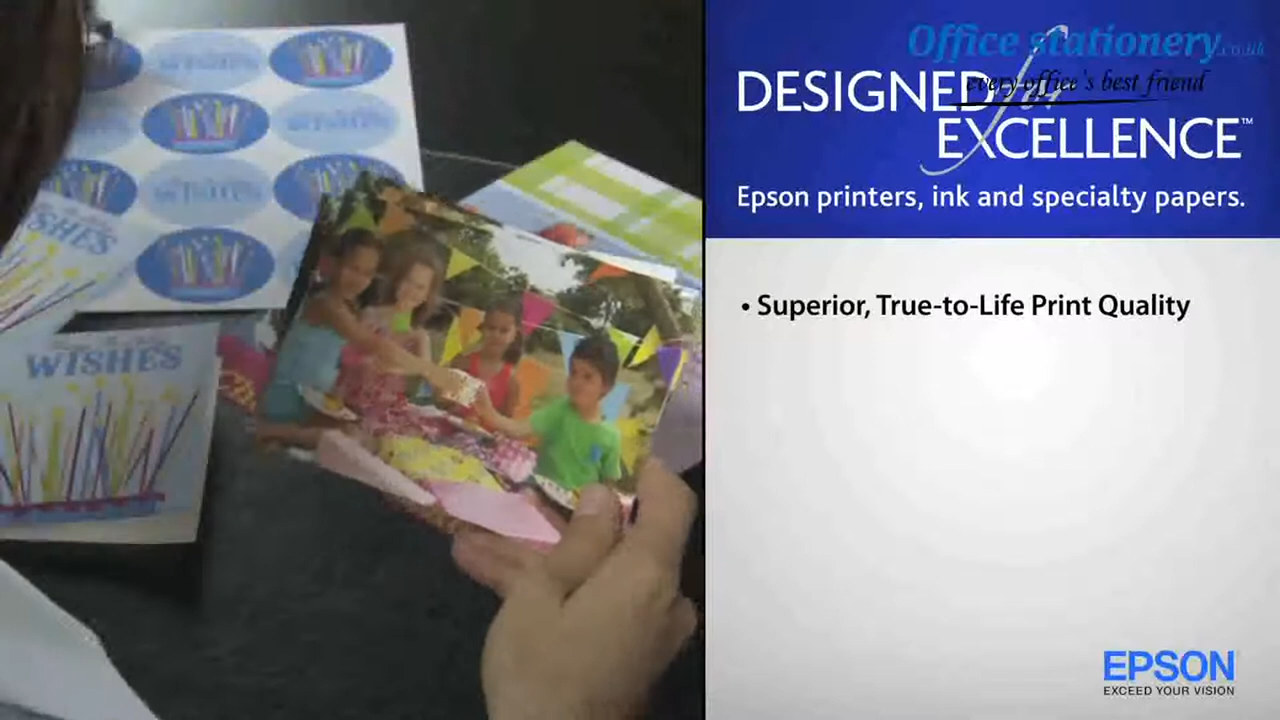 Office stationery.co.uk
every office's best friend
DESIGNED for
EXCELLENCE™
Epson printers, ink and specialty papers.
• Superior, True-to-Life Print Quality
WISHES
WISHES
EPSON
EXCEED YOUR VISION